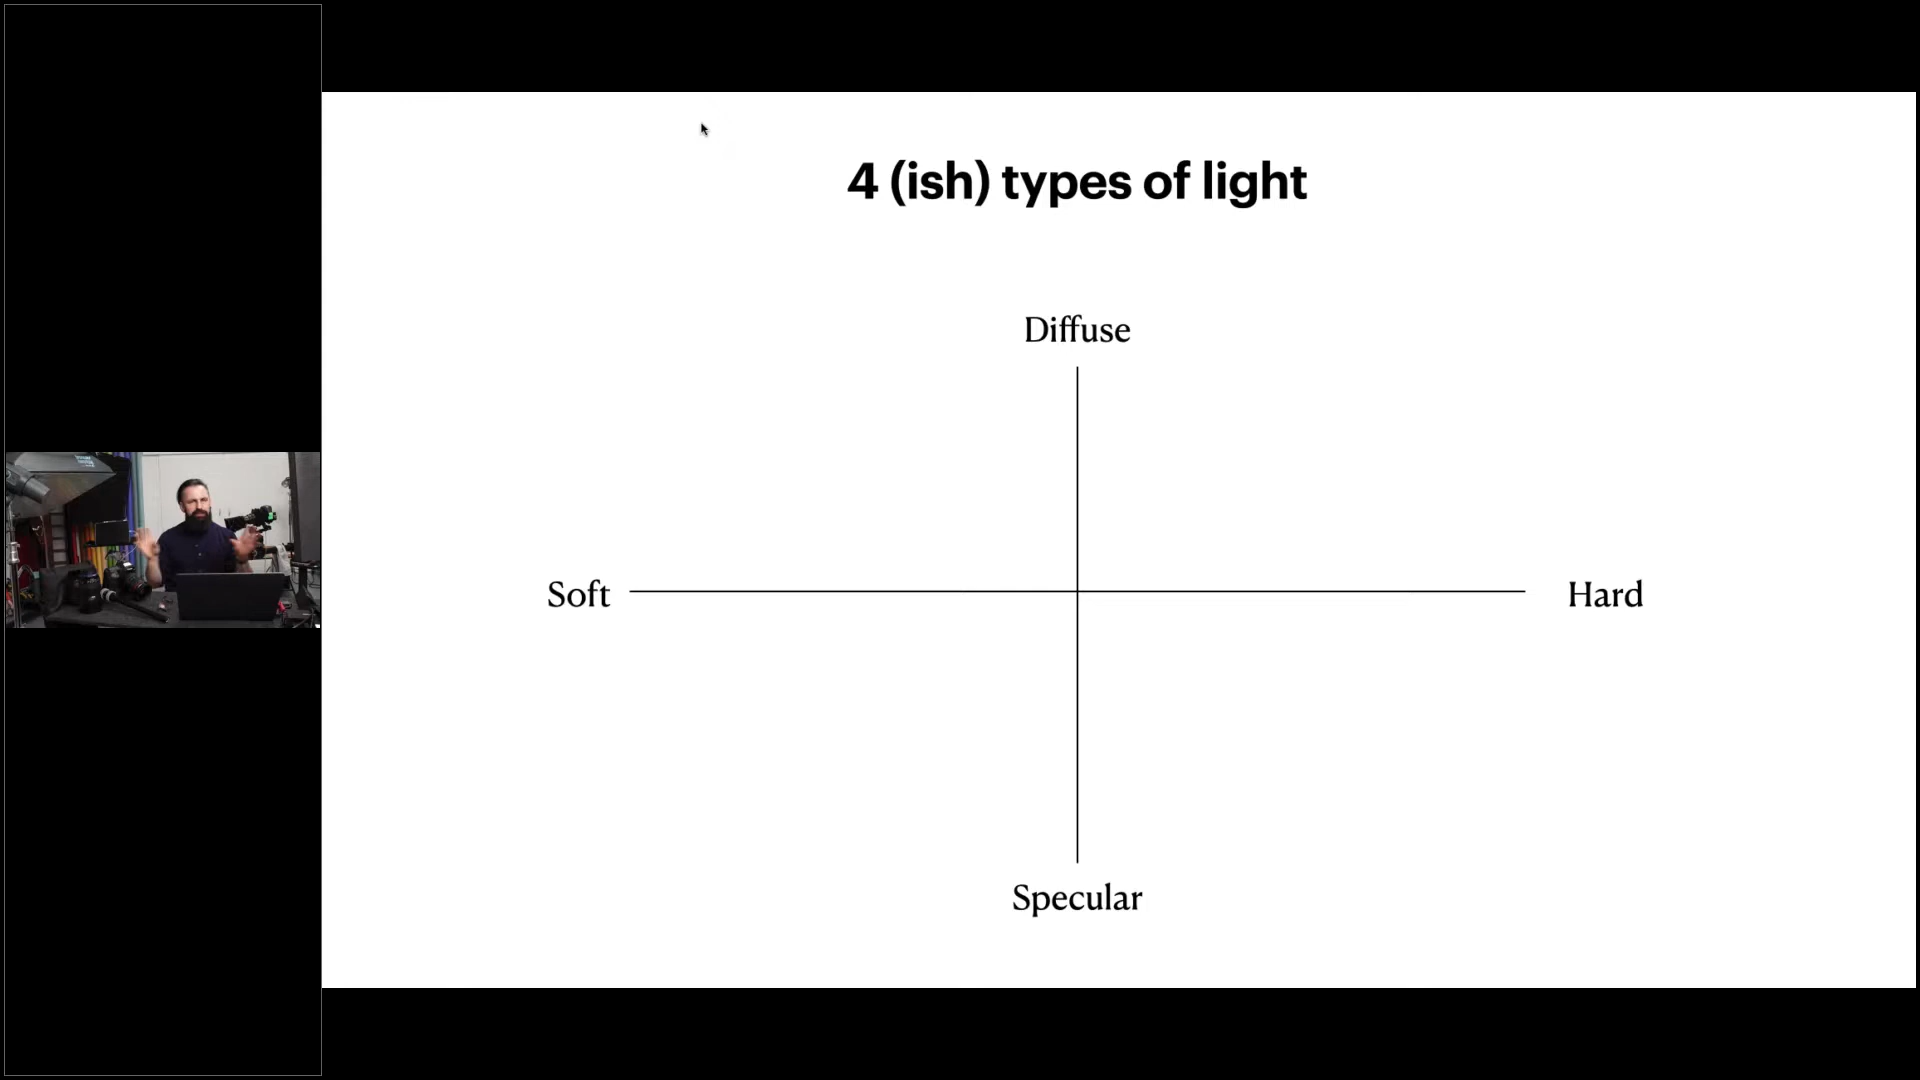 4 (ish) types of light
Diffuse
Soft
Hard
Specular